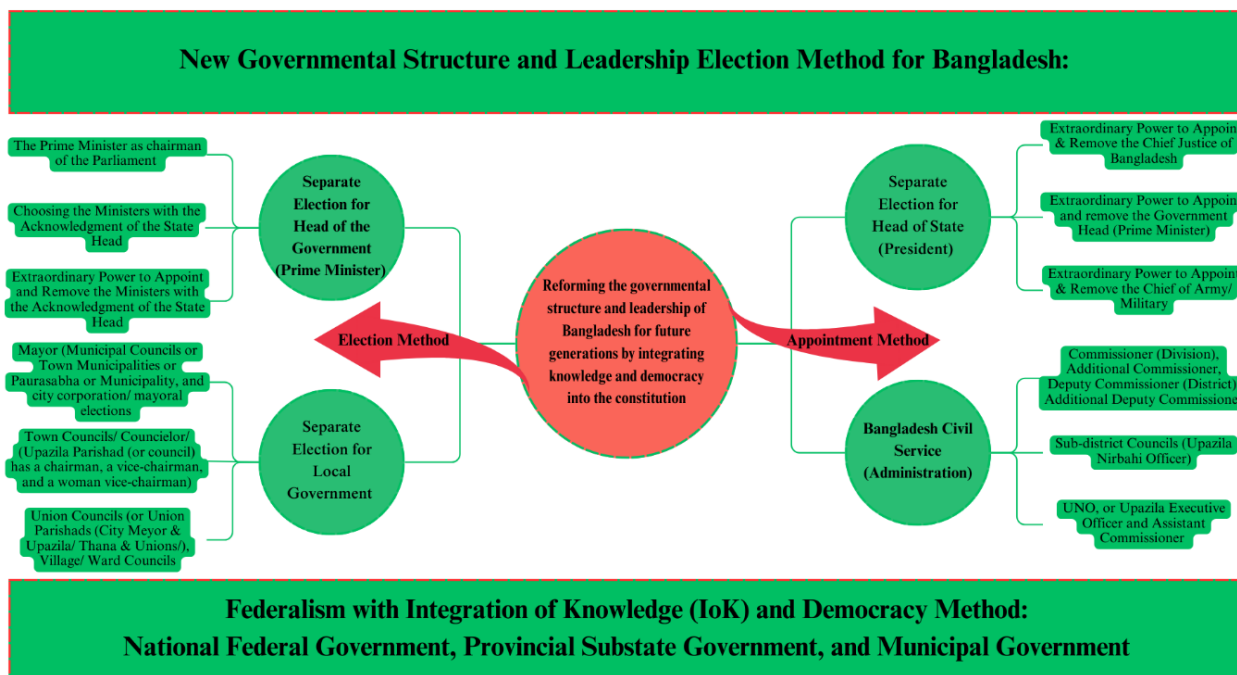 New Governmental Structure and Leadership Election Method for Bangladesh:
The Prime Minister as chairman
of the Parliament
Choosing the Ministers with the
Acknowledgment of the State
Head
Extraordinary Power to Appoint
and Remove the Ministers with
the Acknowledgment of the State
Head
Separate
Election for
Head of the
Government
(Prime Minister)
Mayor (Municipal Councils or
Town Municipalities or
Paurasabha or Municipality, and
city corporation/ mayoral
elections
Town Councils/ Councielor/
(Upazila Parishad (or council)
has a chairman, a vice-chairman,
and a woman vice-chairman)
Union Councils (or Union
Parishads (City Meyor &
Upazila/ Thana & Unions/),
Village/ Ward Councils
Separate
Election for
Local
Government
Election Method
Reforming the governmental
structure and leadership of
Bangladesh for future
generations by integrating
knowledge and democracy
into the constitution
Appointment Method
Separate
Election for
Head of State
(President)
Extraordinary Power to Appoin
& Remove the Chief Justice of
Bangladesh
Extraordinary Power to Appoin
and remove the Government
Head (Prime Minister)
Extraordinary Power to Appoin
& Remove the Chief of Army/
Military
Bangladesh Civil
Service
(Administration)
Commissioner (Division),
Additional Commissioner,
Deputy Commissioner (District)
Additional Deputy Commissione
Sub-district Councils (Upazila
Nirbahi Officer)
UNO, or Upazila Executive
Officer and Assistant
Commissioner
Federalism with Integration of Knowledge (IoK) and Democracy Method:
National Federal Government, Provincial Substate Government, and Municipal Government